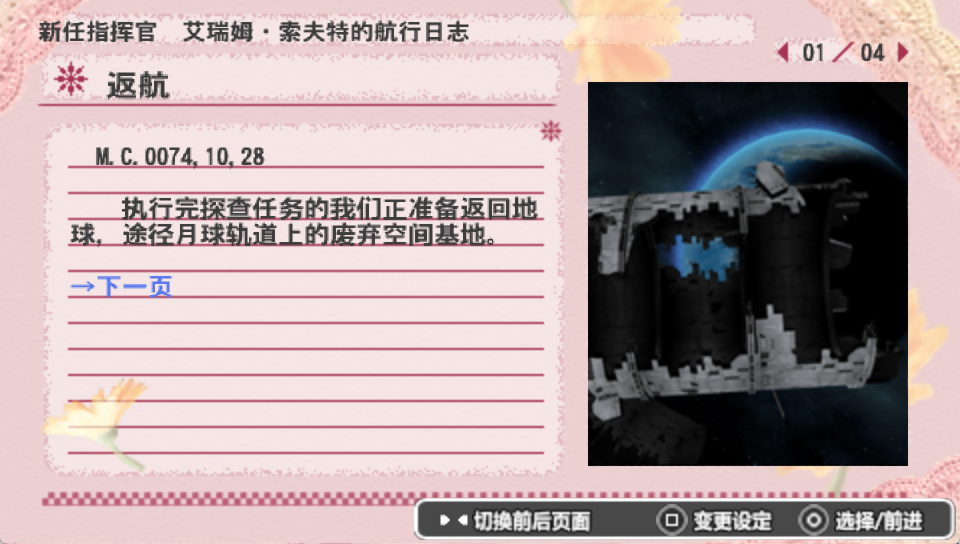 新任指挥官　艾瑞姆·索夫特的航行日志
01／04
返航
M. C. 0074, 10, 28
执行完探查任务的我们正准备返回地
球，途径月球轨道上的废弃空间基地。
→下一页
切换前后页面　变更设定　选择/前进